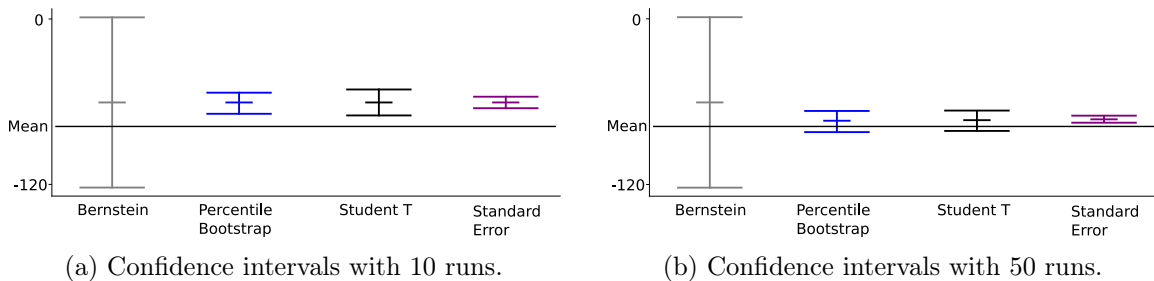 0
Mean
-120
Bernstein
Percentile
Bootstrap
Student T
Standard
Error
(a) Confidence intervals with 10 runs.
0
Mean
-120
Bernstein
Percentile
Bootstrap
Student T
Standard
Error
(b) Confidence intervals with 50 runs.